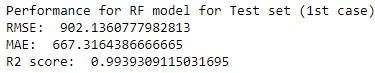 Performance for RF model for Test set (1st case)
RMSE:  902.1360777982813
MAE:  667.3164386666665
R2 score:  0.9939309115031695